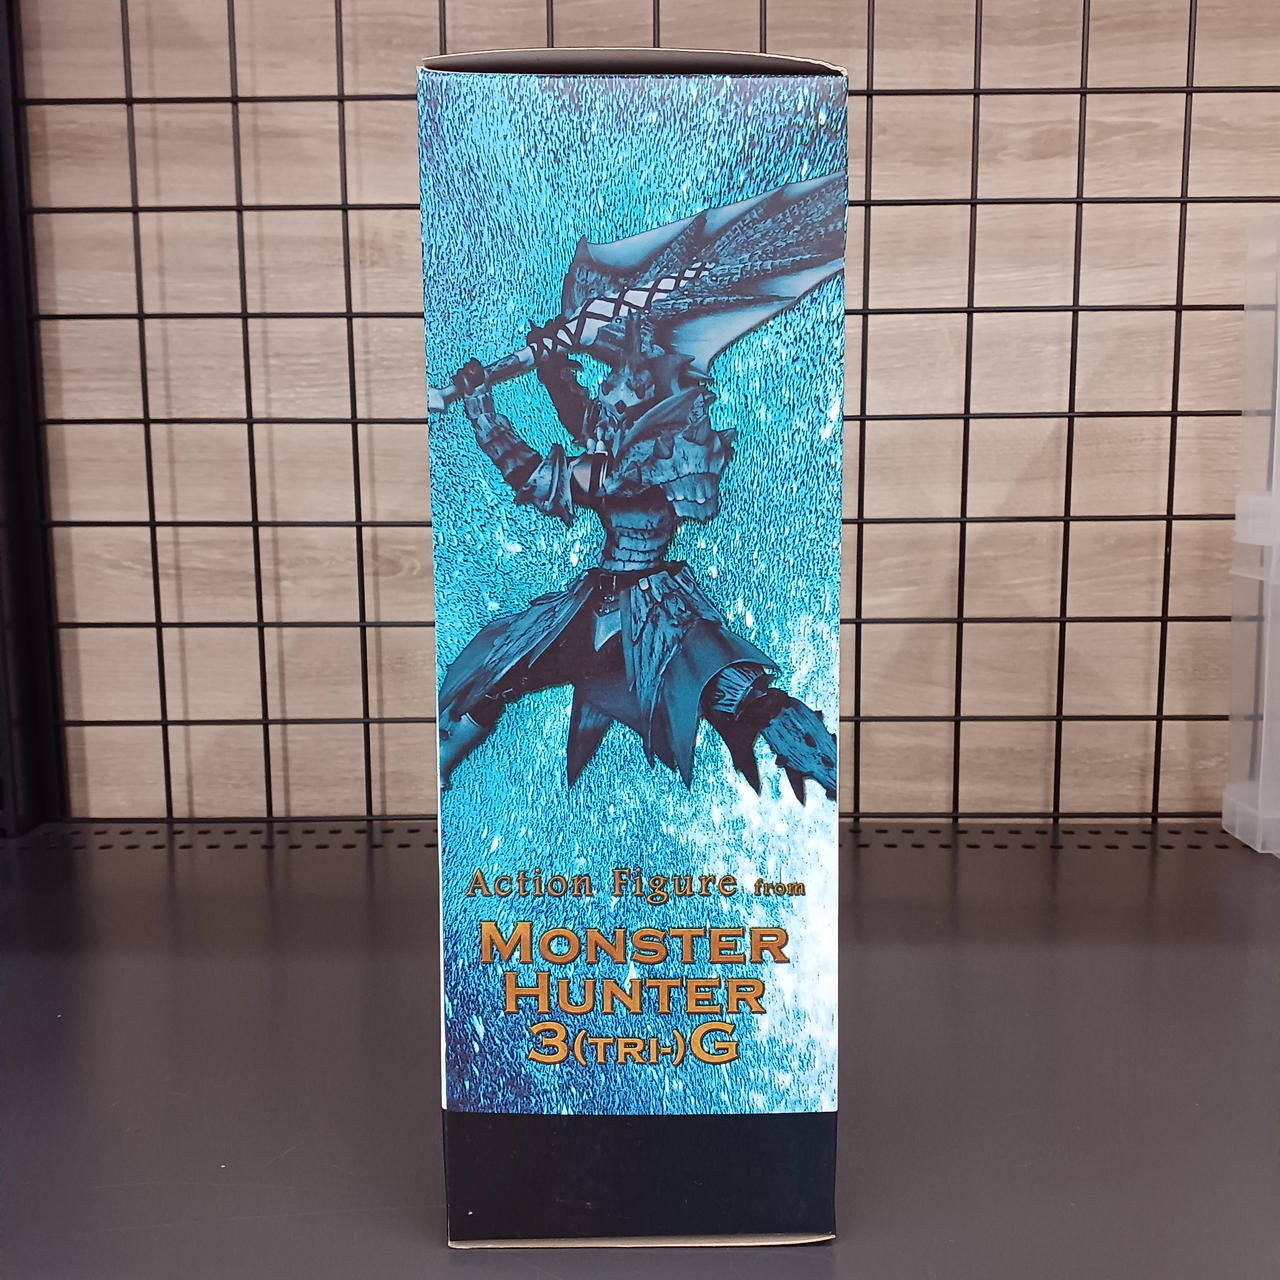 Action Figure from
MONSTER
HUNTER
3(TRI-)G